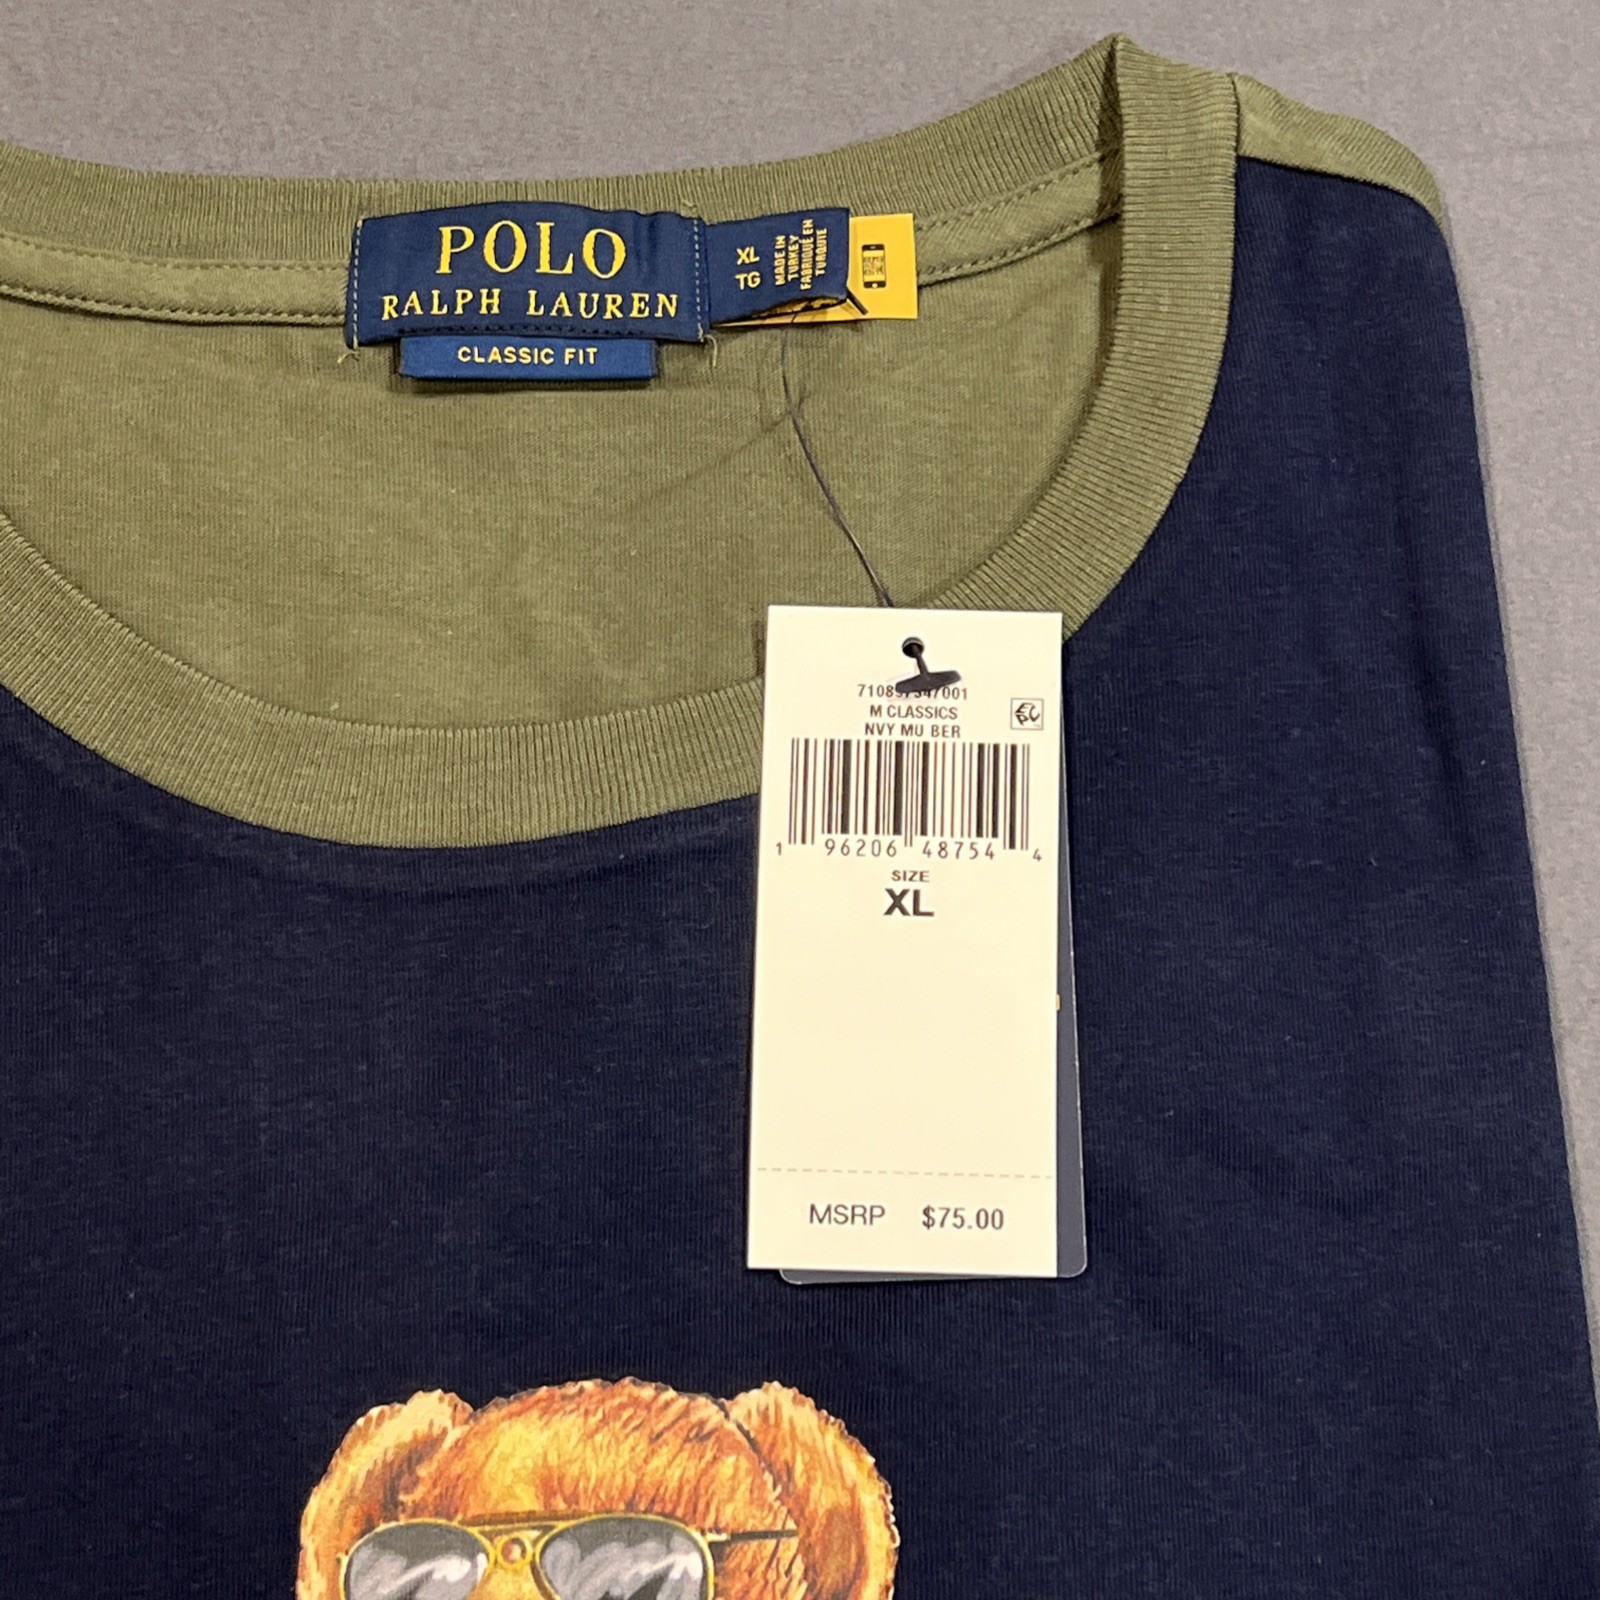 POLO
RALPH LAUREN
CLASSIC FIT
XL
TG
MADE IN
TURKEY
FABRIQUÉ EN
TURQUIE
M CLASSICS
NVY MU BER
1 96206 48754 4
SIZE
XL
MSRP $75.00